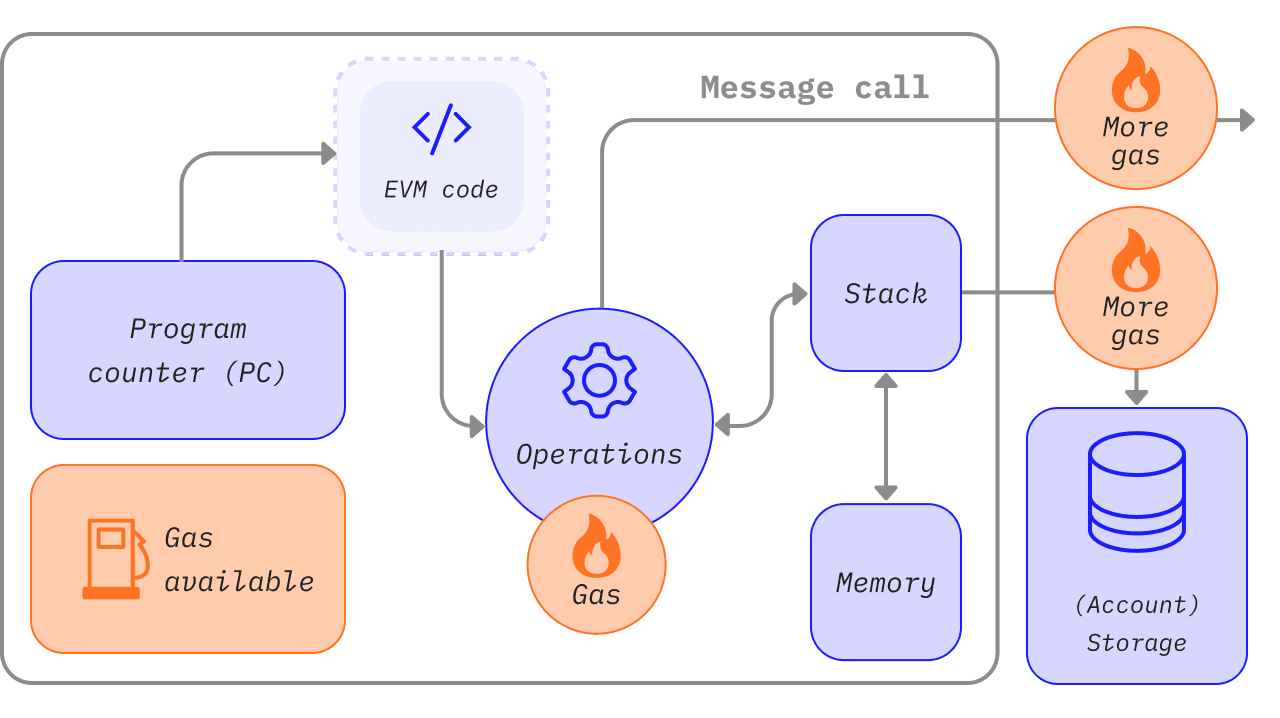 Message call
More
gas
EVM code
More
gas
Stack
Program
counter (PC)
Operations
Gas
available
Gas
Memory
(Account)
Storage